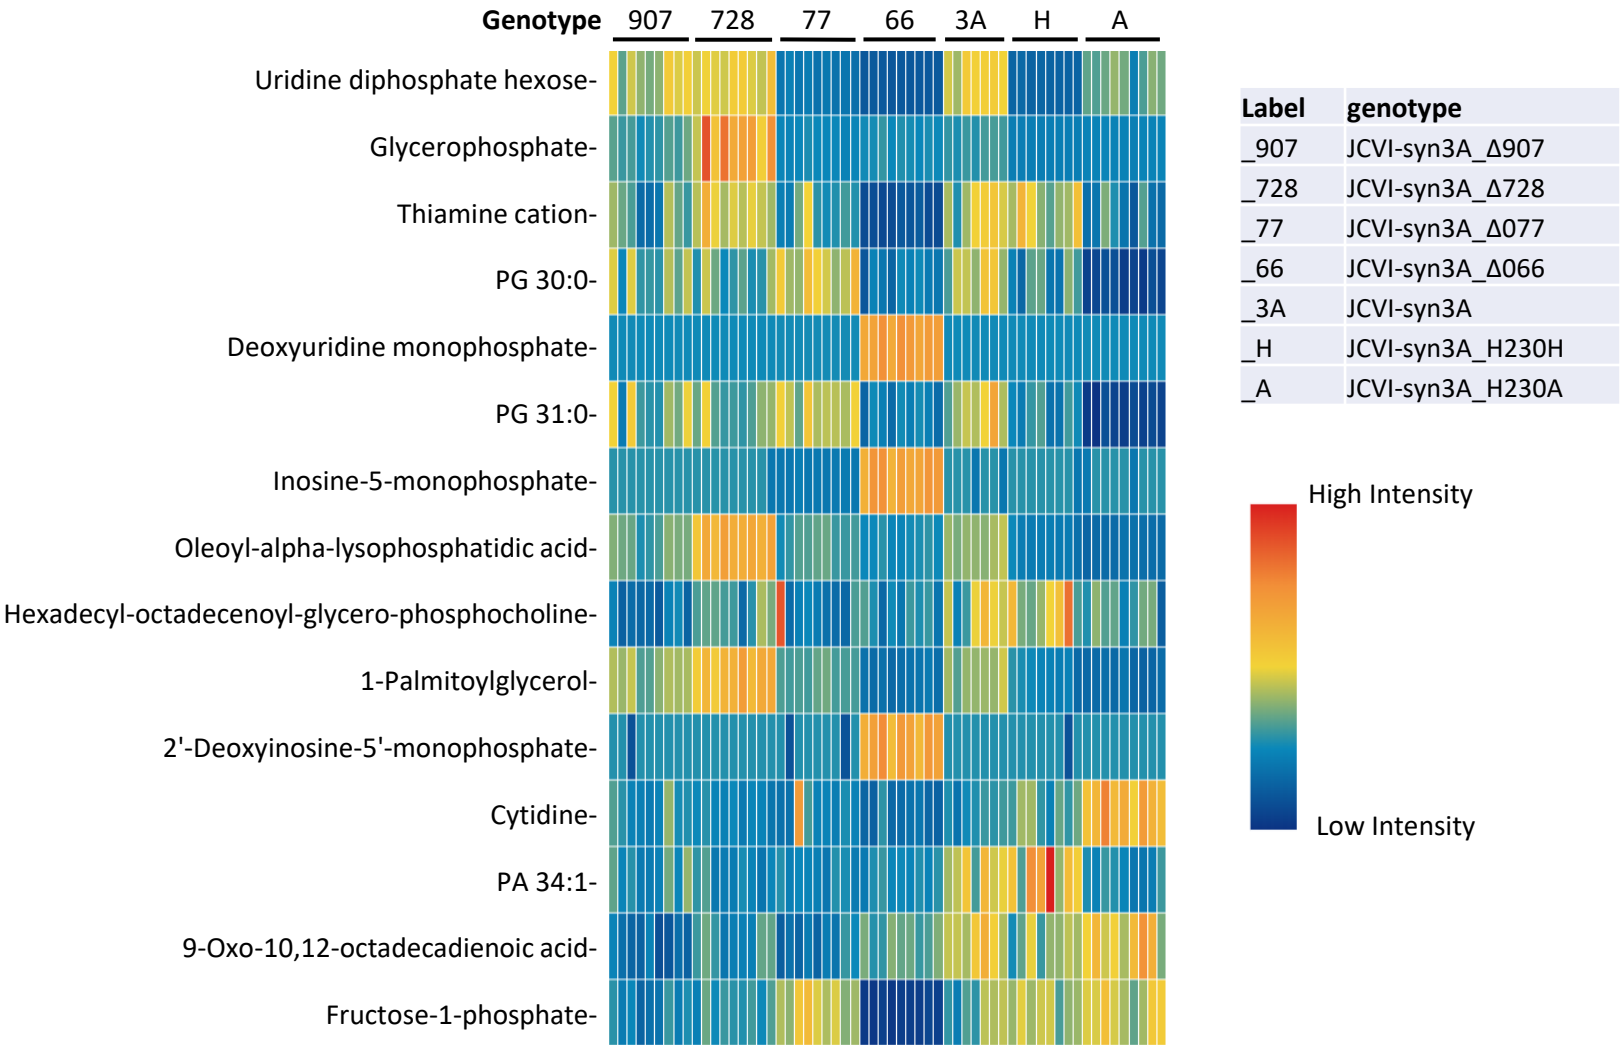 Genotype 907 728 77 66 3A H A
Uridine diphosphate hexose-
Glycerophosphate-
Thiamine cation-
PG 30:0-
Deoxyuridine monophosphate-
PG 31:0-
Inosine-5-monophosphate-
Oleoyl-alpha-lysophosphatidic acid-
Hexadecyl-octadecenoyl-glycero-phosphocholine-
1-Palmitoylglycerol-
2'-Deoxyinosine-5'-monophosphate-
Cytidine-
PA 34:1-
9-Oxo-10,12-octadecadienoic acid-
Fructose-1-phosphate-
Label genotype
_907 JCVI-syn3A_Δ907
_728 JCVI-syn3A_Δ728
_77 JCVI-syn3A_Δ077
_66 JCVI-syn3A_Δ066
_3A JCVI-syn3A
_H JCVI-syn3A_H230H
_A JCVI-syn3A_H230A
High Intensity
Low Intensity